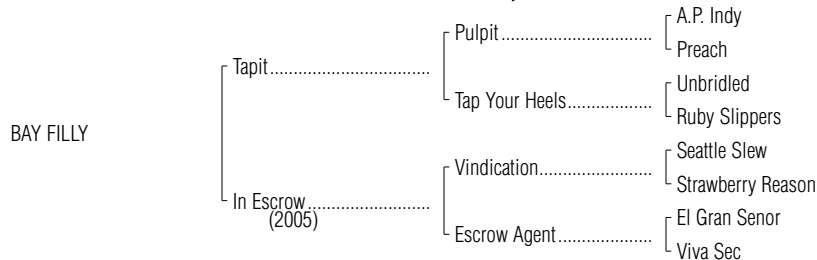 A.P. Indy
Pulpit................................
Preach
Tapit................................
Unbridled
Tap Your Heels..................
Ruby Slippers
BAY FILLY
Seattle Slew
Vindication........................
Strawberry Reason
In Escrow..........................
(2005)
El Gran Senor
Escrow Agent....................
Viva Sec